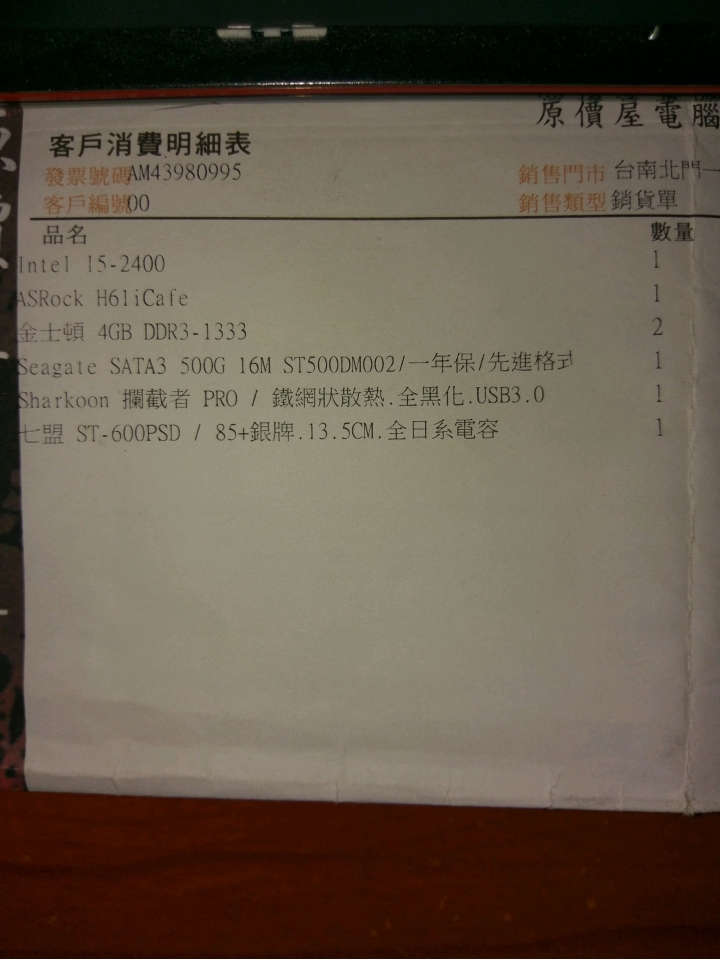 原價屋電腦
客戶消費明細表
發票號碼AM43980995 銷售門市 台南北門一
客戶編號00 銷售類型 銷貨單
品名 數量
Intel I5-2400 1
ASRock H61iCafe 1
金士頓 4GB DDR3-1333 2
Seagate SATA3 500G 16M ST500DM002/一年保/先進格式 1
Sharkoon 攔截者 PRO / 鐵網狀散熱.全黑化.USB3.0 1
七盟 ST-600PSD / 85+銀牌.13.5CM.全日系電容 1